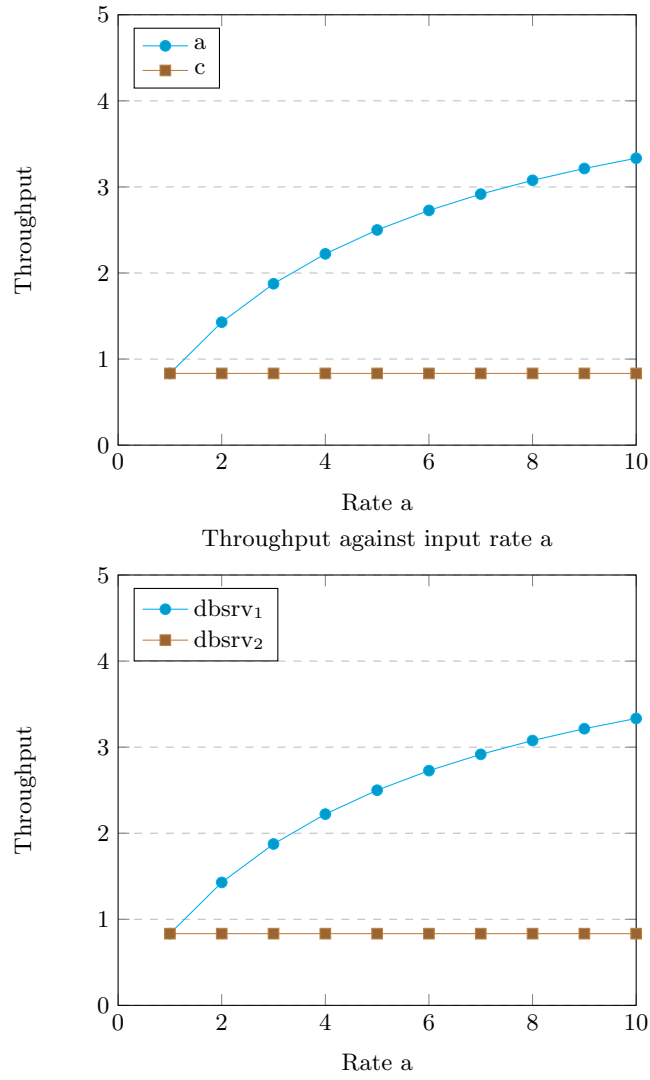 5
4
3
2
1
0
Throughput
a
c
0 2 4 6 8 10
Rate a
Throughput against input rate a
5
4
3
2
1
0
Throughput
dbsrv₁
dbsrv₂
0 2 4 6 8 10
Rate a